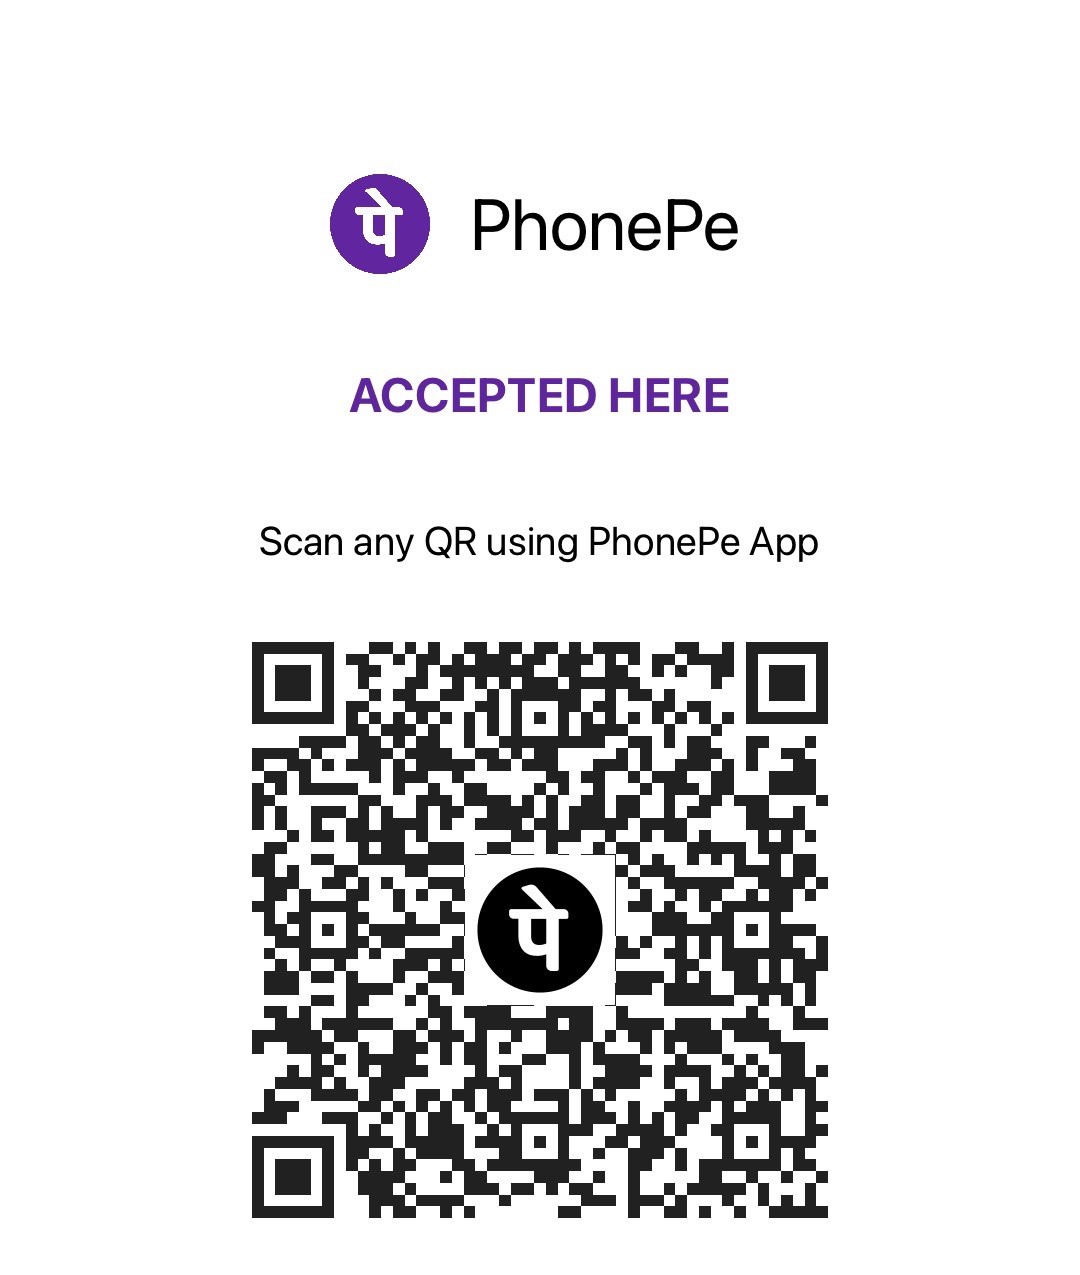 पे PhonePe
ACCEPTED HERE
Scan any QR using PhonePe App
पे